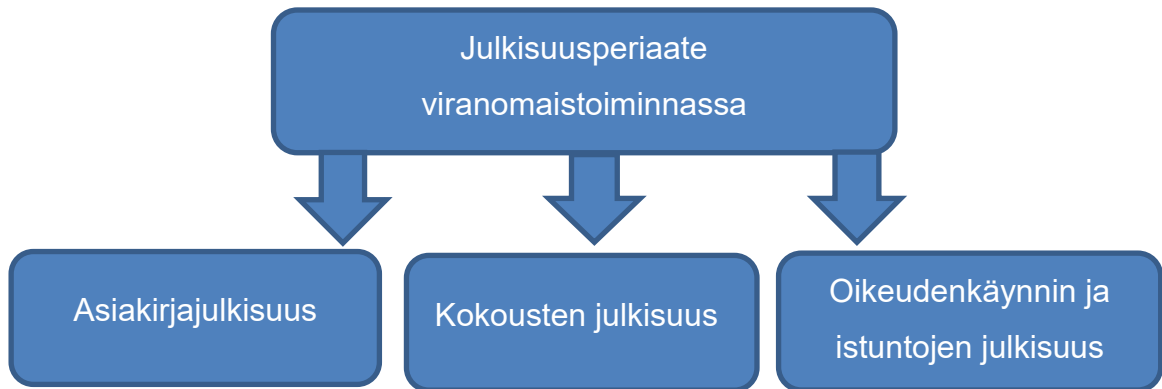 Julkisuusperiaate
viranomaistoiminnassa
Asiakirjajulkisuus
Kokousten julkisuus
Oikeudenkäynnin ja
istuntojen julkisuus